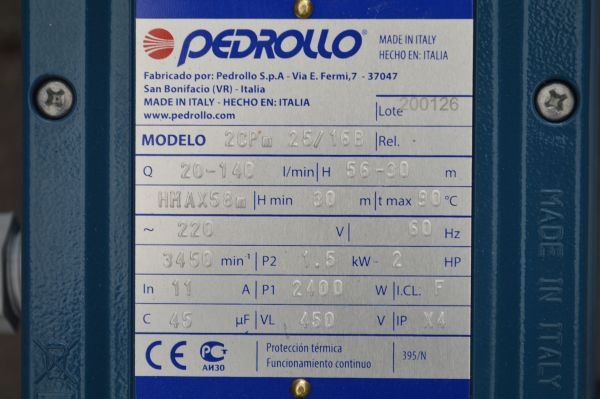 PEDROLLO®
MADE IN ITALY
HECHO EN: ITALIA
Fabricado por: Pedrollo S.p.A - Via E. Fermi,7 - 37047
San Bonifacio (VR) - Italia
MADE IN ITALY - HECHO EN: ITALIA
www.pedrollo.com
Lote 200126
MODELO 2CPm 25/16B Rel.
Q 20-140 l/min H 56-30 m
HMAX58m H min 30 m t max 90 °C
~ 220 V 60 Hz
3450 min⁻¹ P2 1.5 kW - 2 HP
In 11 A P1 2400 W I.CL. F
C 45 µF VL 450 V IP X4
CE PCT АИ30 Protección térmica
Funcionamiento continuo
395/N
MADE IN ITALY